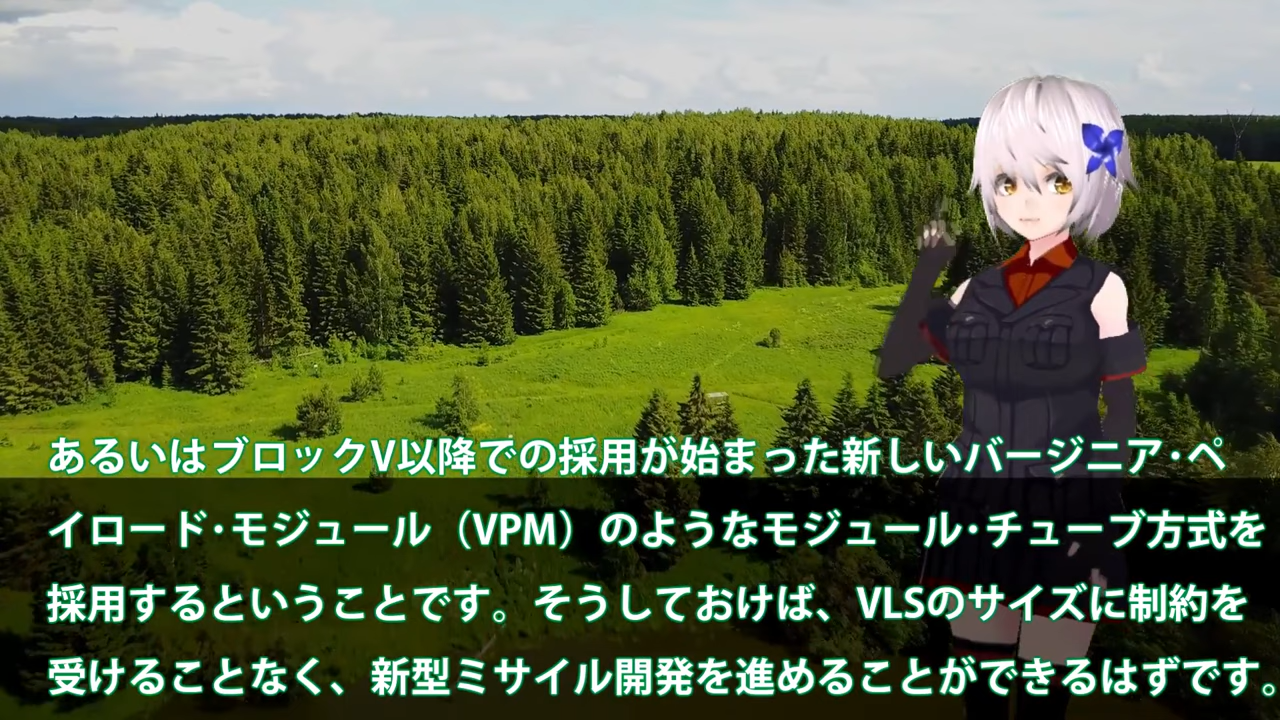 あるいはブロックV以降での採用が始まった新しいバージニア･ペ
イロード･モジュール（VPM）のようなモジュール･チューブ方式を
採用するということです。そうしておけば、VLSのサイズに制約を
受けることなく、新型ミサイル開発を進めることができるはずです。